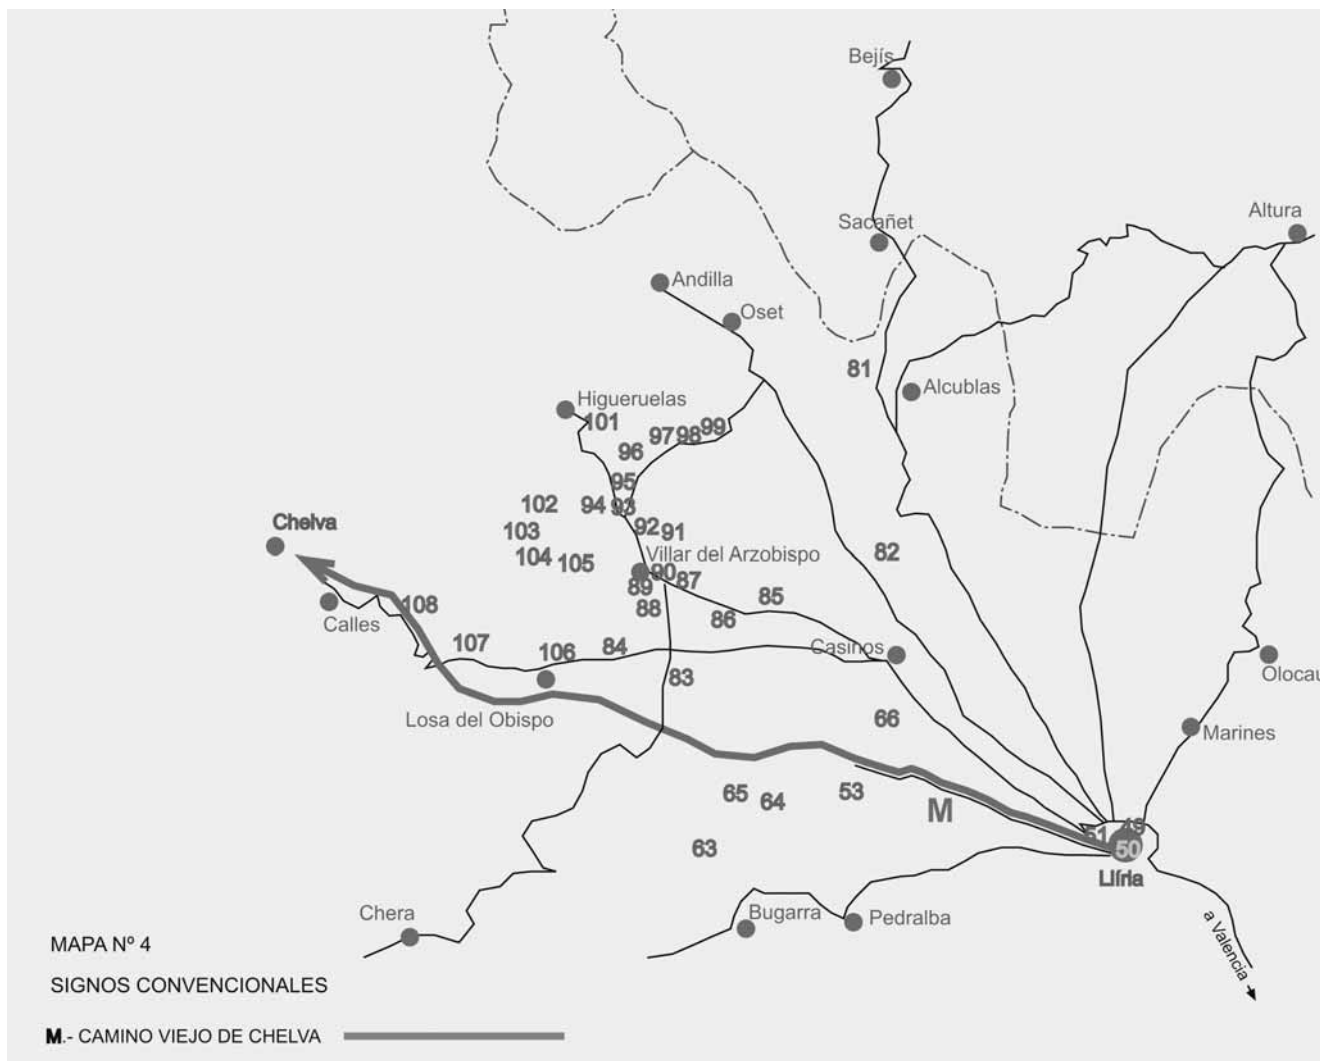 Bejís
Sacañet
Altura
Andilla
Oset
81
Alcublas
Higueruelas
101
97
98
99
96
95
102
94
93
Chelva
103
92
91
104
105
Villar del Arzobispo
82
90
89
87
108
88
85
86
Calles
107
106
84
Casinos
83
Olocau
Losa del Obispo
66
Marines
65
64
53
M
51
49
50
63
Llíria
Chera
Bugarra
Pedralba
a Valencia
MAPA Nº 4
SIGNOS CONVENCIONALES
M.- CAMINO VIEJO DE CHELVA